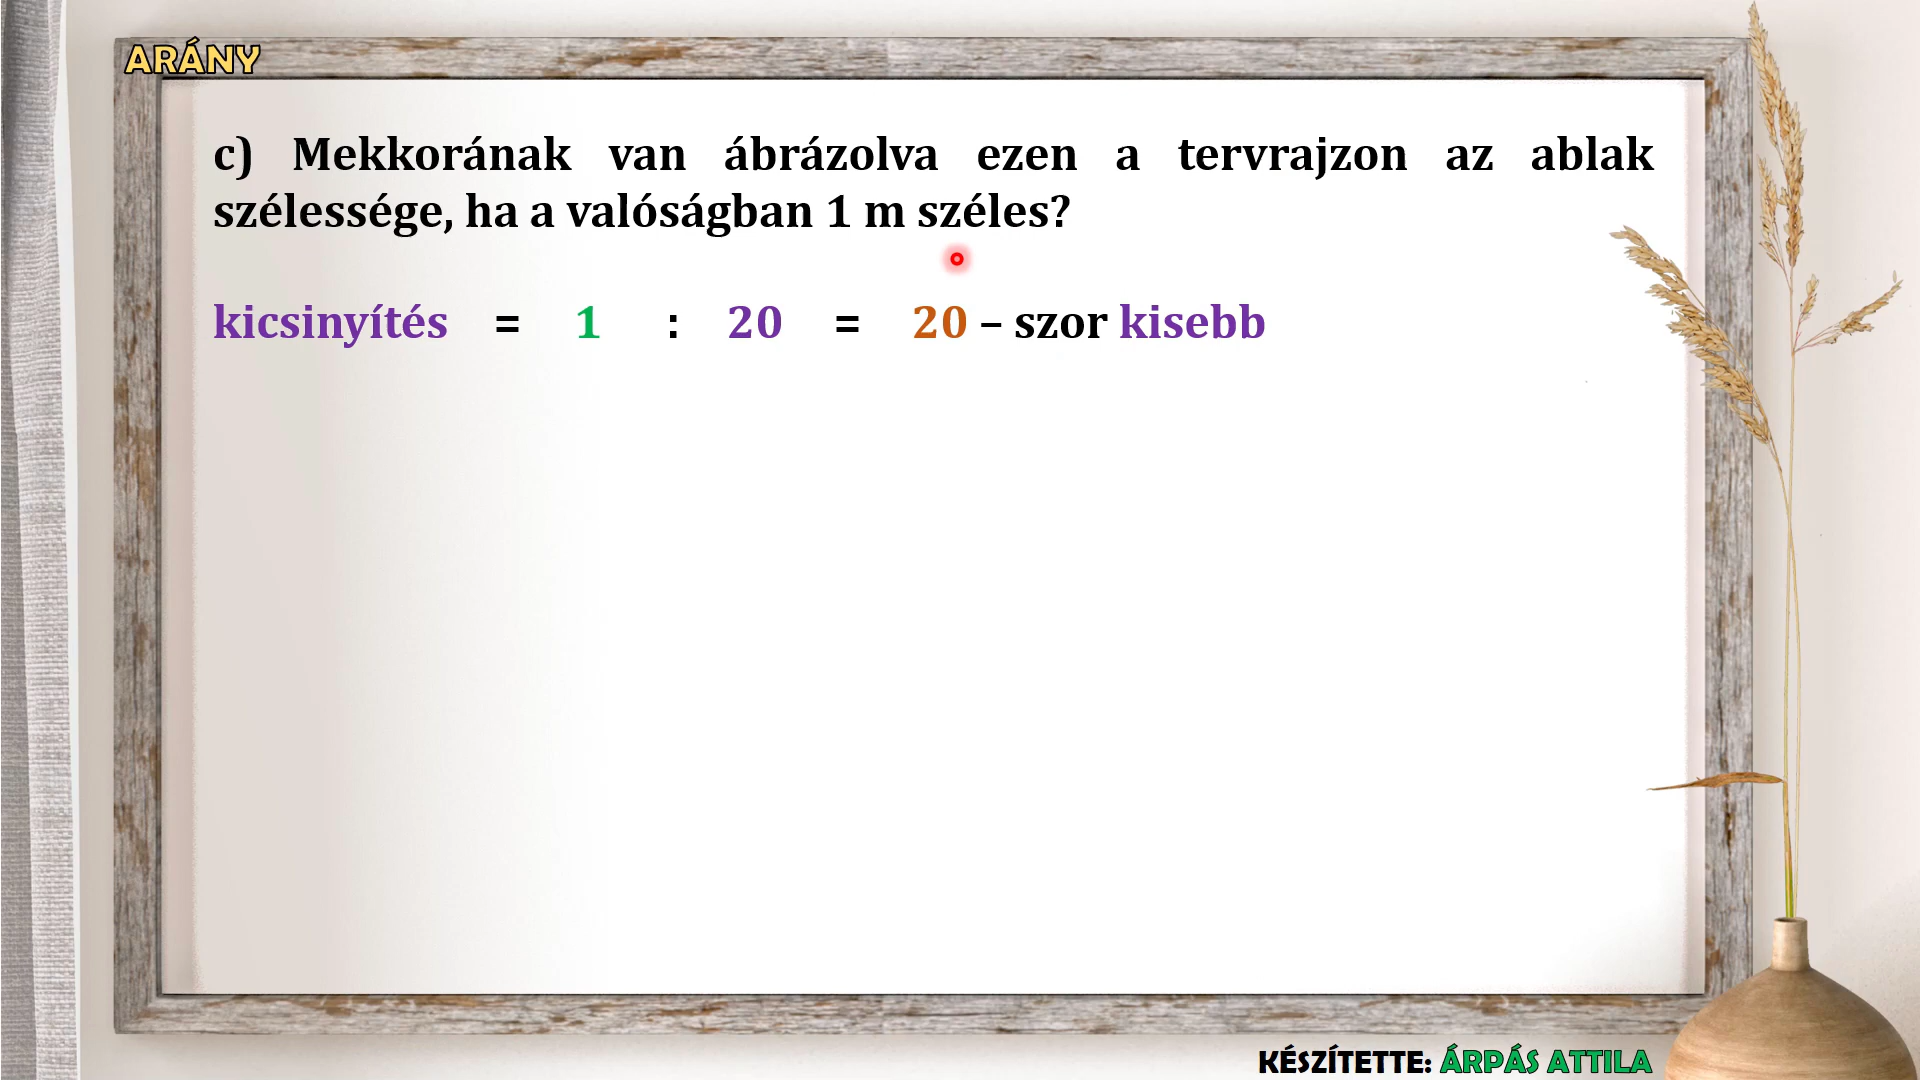 ARÁNY
c) Mekkorának van ábrázolva ezen a tervrajzon az ablak
szélessége, ha a valóságban 1 m széles?
kicsinyítés = 1 : 20 = 20 – szor kisebb
KÉSZÍTETTE: ÁRPÁS ATTILA